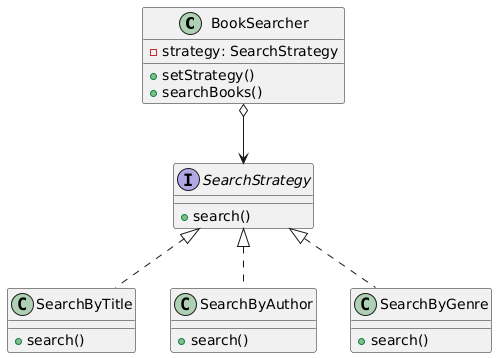 C BookSearcher
strategy: SearchStrategy
setStrategy()
searchBooks()
I SearchStrategy
search()
C SearchByTitle
search()
C SearchByAuthor
search()
C SearchByGenre
search()